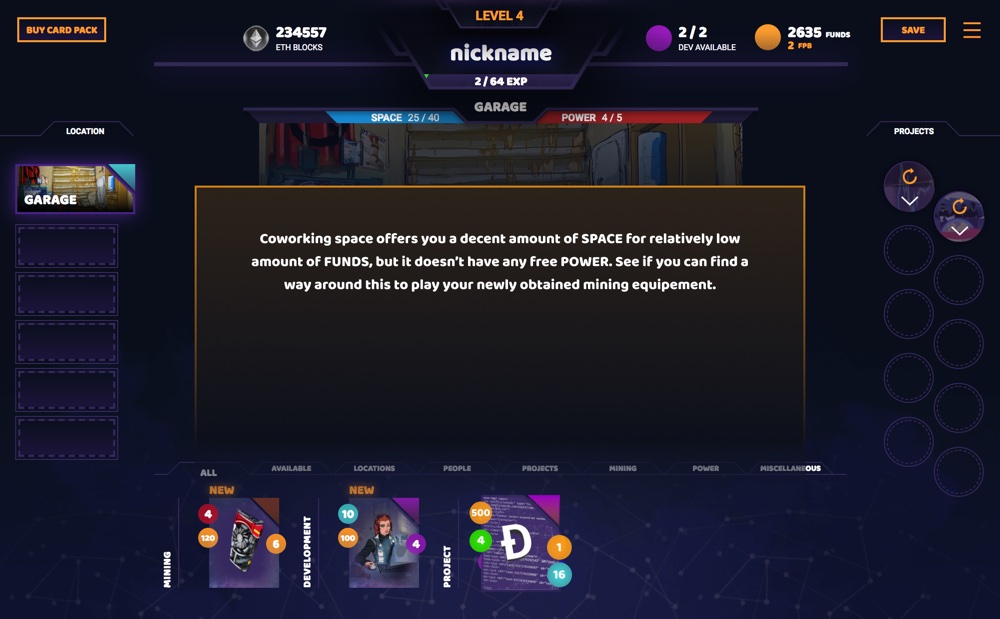 BUY CARD PACK
234557
ETH BLOCKS
LEVEL 4
nickname
2 / 64 EXP
2 / 2
DEV AVAILABLE
2635 FUNDS
2 FPB
SAVE
GARAGE
SPACE 25 / 40
POWER 4 / 5
LOCATION
PROJECTS
GARAGE
Coworking space offers you a decent amount of SPACE for relatively low
amount of FUNDS, but it doesn't have any free POWER. See if you can find a
way around this to play your newly obtained mining equipement.
ALL
AVAILABLE
LOCATIONS
PEOPLE
PROJECTS
MINING
POWER
MISCELLANEOUS
NEW
MINING
4
120
6
NEW
DEVELOPMENT
10
100
4
PROJECT
500
4
1
16